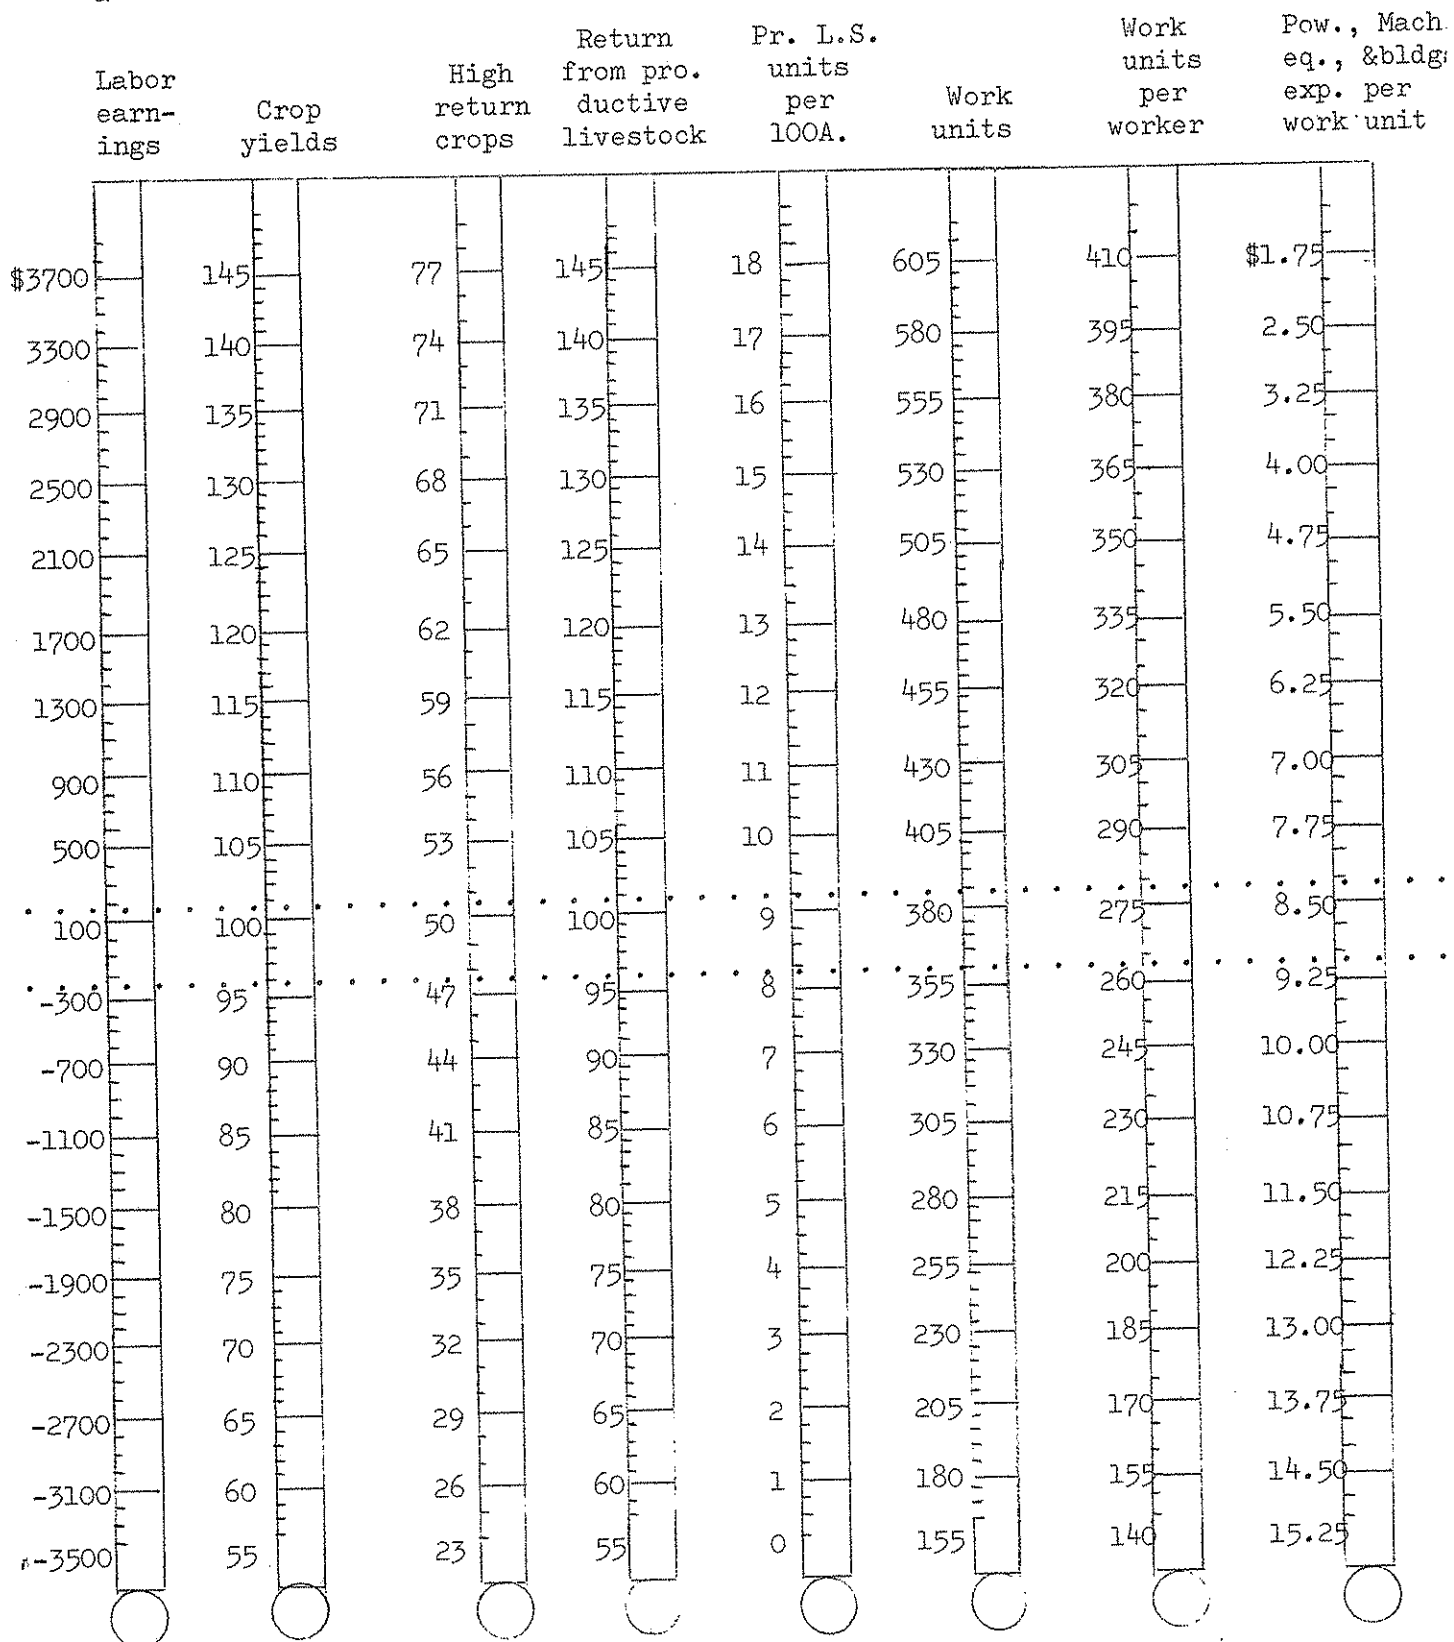 Labor earn- ings
Crop yields
High return crops
Return from pro. ductive livestock
Pr. L.S. units per 100A.
Work units
Work units per worker
Pow., Mach eq., &bldg exp. per work unit
$3700 145 77 145 18 605 410 $1.75
3300 140 74 140 17 580 395 2.50
2900 135 71 135 16 555 380 3.25
2500 130 68 130 15 530 365 4.00
2100 125 65 125 14 505 350 4.75
1700 120 62 120 13 480 335 5.50
1300 115 59 115 12 455 320 6.25
900 110 56 110 11 430 305 7.00
500 105 53 105 10 405 290 7.75
100 100 50 100 9 380 275 8.50
-300 95 47 95 8 355 260 9.25
-700 90 44 90 7 330 245 10.00
-1100 85 41 85 6 305 230 10.75
-1500 80 38 80 5 280 215 11.50
-1900 75 35 75 4 255 200 12.25
-2300 70 32 70 3 230 185 13.00
-2700 65 29 65 2 205 170 13.75
-3100 60 26 60 1 180 155 14.50
-3500 55 23 55 0 155 140 15.25